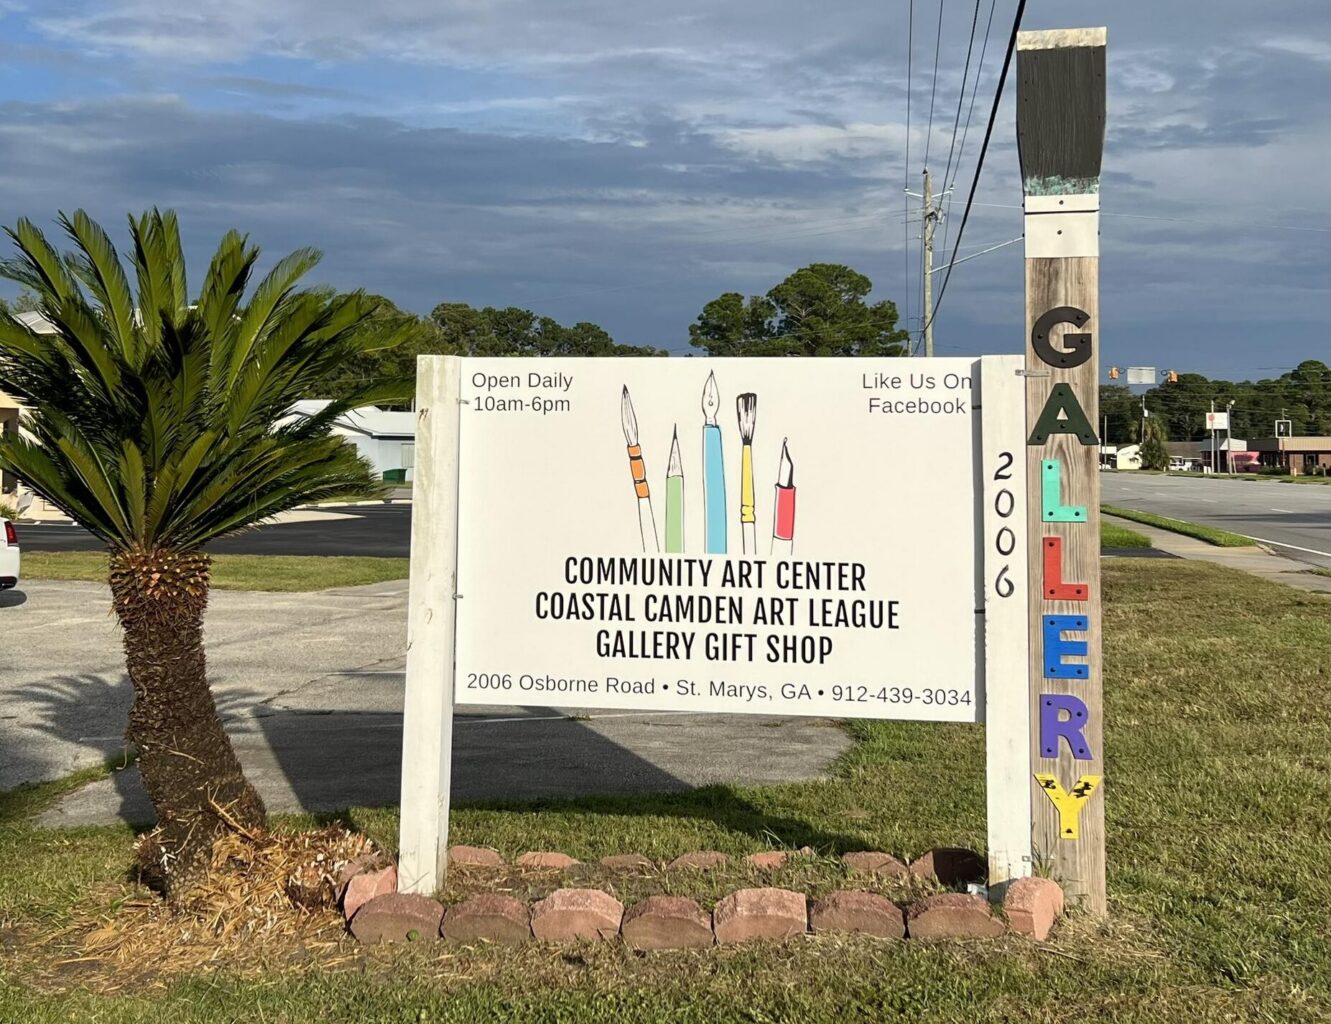 Open Daily
10am-6pm
Like Us On
Facebook
COMMUNITY ART CENTER
COASTAL CAMDEN ART LEAGUE
GALLERY GIFT SHOP
2006 Osborne Road • St. Marys, GA • 912-439-3034
2006
GALLERY